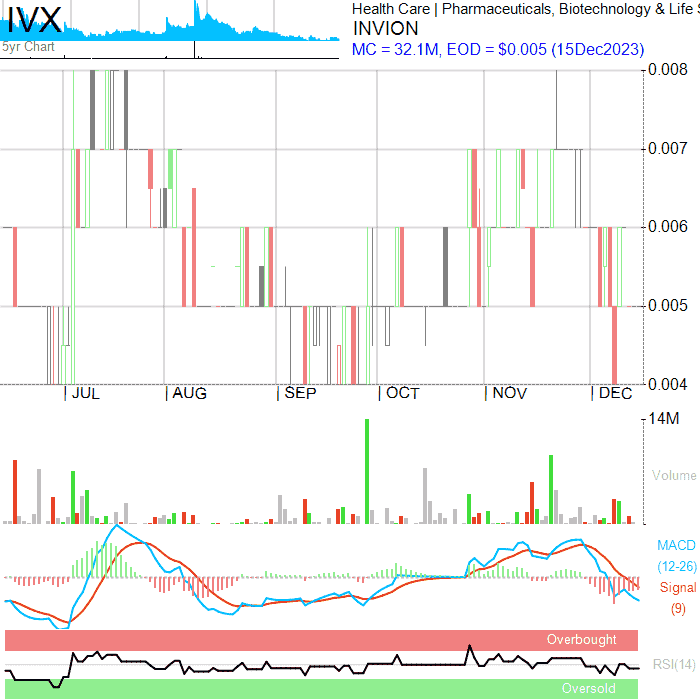 IVX
5yr Chart
Health Care | Pharmaceuticals, Biotechnology & Life S
INVION
MC = 32.1M, EOD = $0.005 (15Dec2023)
0.008
0.007
0.006
0.005
0.004
| JUL | AUG | SEP | OCT | NOV | DEC
14M
Volume
MACD
(12-26)
Signal
(9)
Overbought
RSI(14)
Oversold